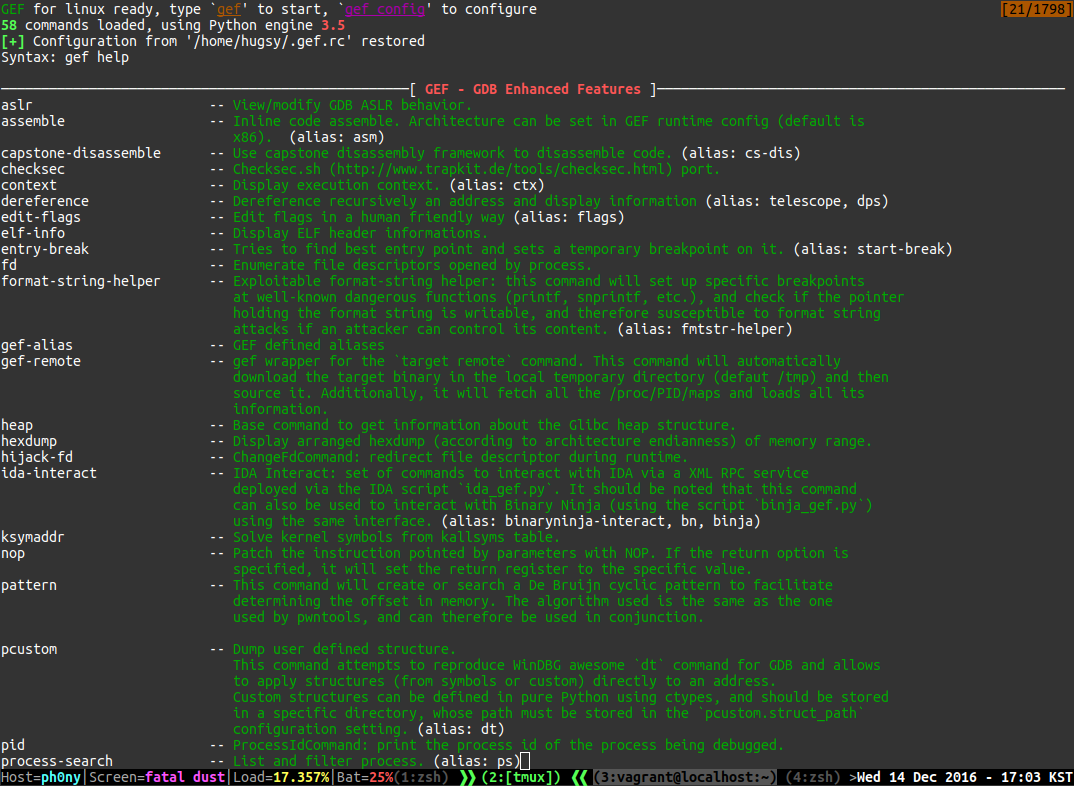 GEF for linux ready, type `gef' to start, `gef config' to configure [21/1798]
58 commands loaded, using Python engine 3.5
[+] Configuration from '/home/hugsy/.gef.rc' restored
Syntax: gef help
[ GEF - GDB Enhanced Features ]
aslr -- View/modify GDB ASLR behavior.
assemble -- Inline code assemble. Architecture can be set in GEF runtime config (default is
x86). (alias: asm)
capstone-disassemble -- Use capstone disassembly framework to disassemble code. (alias: cs-dis)
checksec -- Checksec.sh (http://www.trapkit.de/tools/checksec.html) port.
context -- Display execution context. (alias: ctx)
dereference -- Dereference recursively an address and display information (alias: telescope, dps)
edit-flags -- Edit flags in a human friendly way (alias: flags)
elf-info -- Display ELF header informations.
entry-break -- Tries to find best entry point and sets a temporary breakpoint on it. (alias: start-break)
fd -- Enumerate file descriptors opened by process.
format-string-helper -- Exploitable format-string helper: this command will set up specific breakpoints
at well-known dangerous functions (printf, snprintf, etc.), and check if the pointer
holding the format string is writable, and therefore susceptible to format string
attacks if an attacker can control its content. (alias: fmtstr-helper)
gef-alias -- GEF defined aliases
gef-remote -- gef wrapper for the `target remote` command. This command will automatically
download the target binary in the local temporary directory (defaut /tmp) and then
source it. Additionally, it will fetch all the /proc/PID/maps and loads all its
information.
heap -- Base command to get information about the Glibc heap structure.
hexdump -- Display arranged hexdump (according to architecture endianness) of memory range.
hijack-fd -- ChangeFdCommand: redirect file descriptor during runtime.
ida-interact -- IDA Interact: set of commands to interact with IDA via a XML RPC service
deployed via the IDA script `ida_gef.py`. It should be noted that this command
can also be used to interact with Binary Ninja (using the script `binja_gef.py`)
using the same interface. (alias: binaryninja-interact, bn, binja)
ksymaddr -- Solve kernel symbols from kallsyms table.
nop -- Patch the instruction pointed by parameters with NOP. If the return option is
specified, it will set the return register to the specific value.
pattern -- This command will create or search a De Bruijn cyclic pattern to facilitate
determining the offset in memory. The algorithm used is the same as the one
used by pwntools, and can therefore be used in conjunction.
pcustom -- Dump user defined structure.
This command attempts to reproduce WinDBG awesome `dt` command for GDB and allows
to apply structures (from symbols or custom) directly to an address.
Custom structures can be defined in pure Python using ctypes, and should be stored
in a specific directory, whose path must be stored in the `pcustom.struct_path`
configuration setting. (alias: dt)
pid -- ProcessIdCommand: print the process id of the process being debugged.
process-search -- List and filter process. (alias: ps)
Host=ph0ny|Screen=fatal dust|Load=17.357%|Bat=25%(1:zsh) ❯❯(2:[tmux]) ❮❮ (3:vagrant@localhost:~) (4:zsh) >Wed 14 Dec 2016 - 17:03 KST